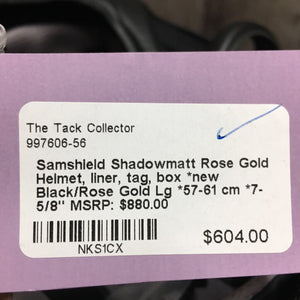 The Tack Collector
997606-56
Samshield Shadowmatt Rose Gold
Helmet, liner, tag, box *new
Black/Rose Gold Lg *57-61 cm *7-
5/8" MSRP: $880.00
NKS1CX
$604.00